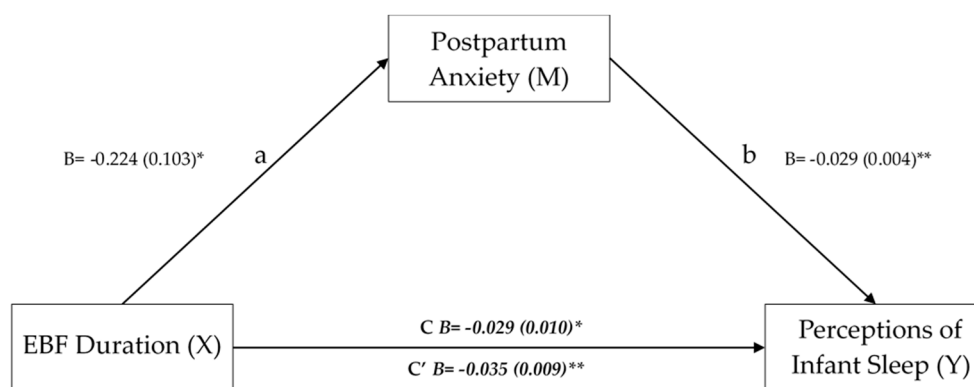 Postpartum
Anxiety (M)
B= -0.224 (0.103)*
a
b
B= -0.029 (0.004)**
EBF Duration (X)
C B= -0.029 (0.010)*
C′ B= -0.035 (0.009)**
Perceptions of
Infant Sleep (Y)